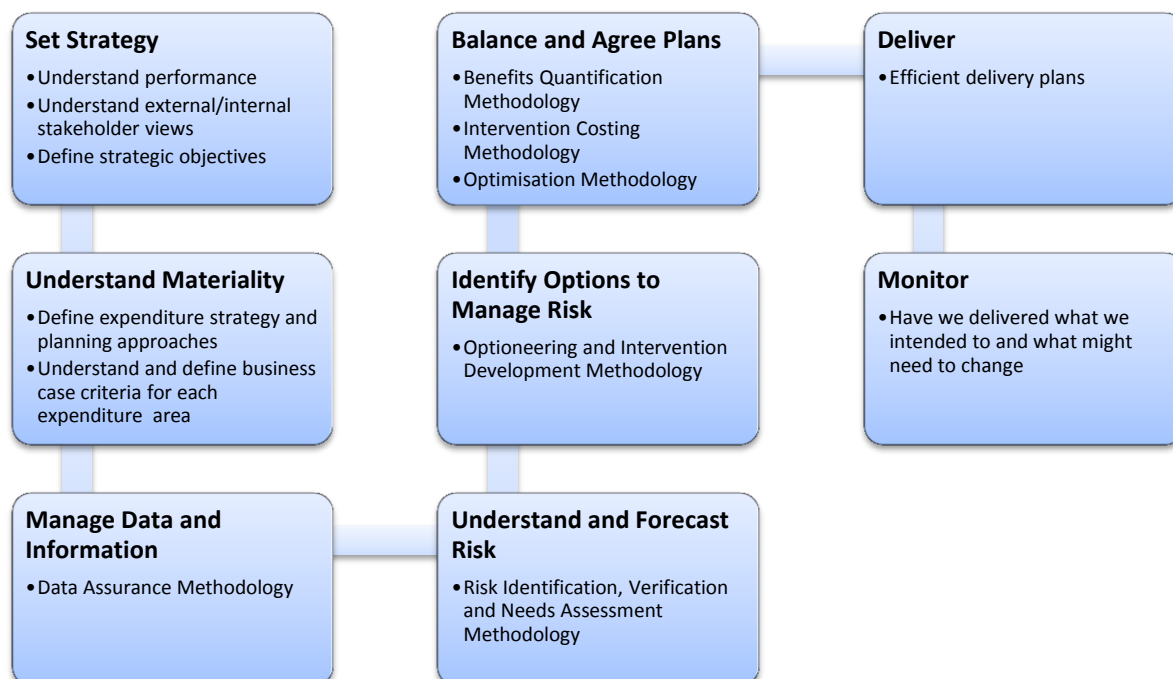 Set Strategy
•Understand performance
•Understand external/internal
stakeholder views
•Define strategic objectives
Understand Materiality
•Define expenditure strategy and
planning approaches
•Understand and define business
case criteria for each
expenditure area
Manage Data and
Information
•Data Assurance Methodology
Understand and Forecast
Risk
•Risk Identification, Verification
and Needs Assessment
Methodology
Identify Options to
Manage Risk
•Optioneering and Intervention
Development Methodology
Balance and Agree Plans
•Benefits Quantification
Methodology
•Intervention Costing
Methodology
•Optimisation Methodology
Deliver
•Efficient delivery plans
Monitor
•Have we delivered what we
intended to and what might
need to change